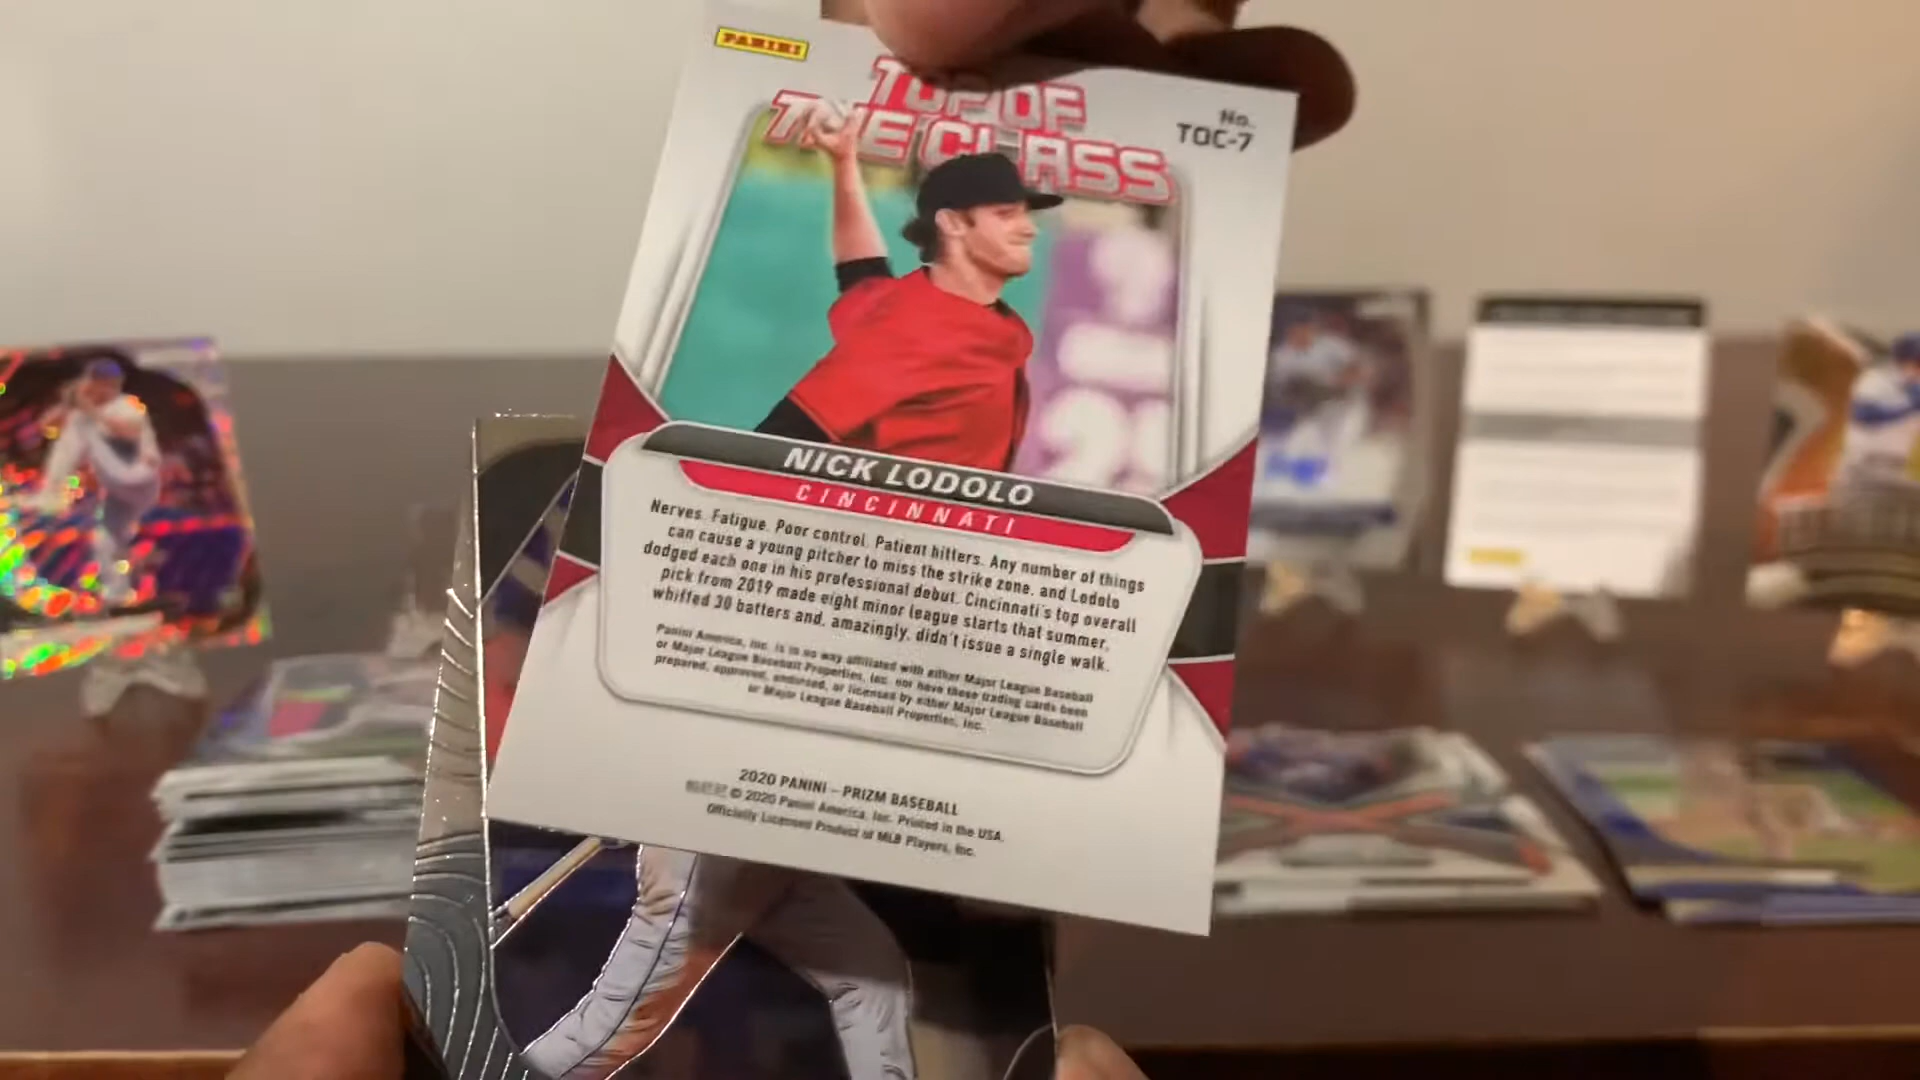 PANINI
TOP OF
THE CLASS
No.
TOC-7
NICK LODOLO
CINCINNATI
Nerves. Fatigue. Poor control. Patient hitters. Any number of things
can cause a young pitcher to miss the strike zone, and Lodolo
dodged each one in his professional debut. Cincinnati's top overall
pick from 2019 made eight minor league starts that summer,
whiffed 30 batters and, amazingly, didn't issue a single walk.
Panini America, Inc. is in no way affiliated with either Major League Baseball
or Major League Baseball Properties, Inc. nor have these trading cards been
prepared, approved, endorsed, or licensed by either Major League Baseball
or Major League Baseball Properties, Inc.
2020 PANINI – PRIZM BASEBALL
© 2020 Panini America, Inc. Printed in the USA.
Officially Licensed Product of MLB Players, Inc.